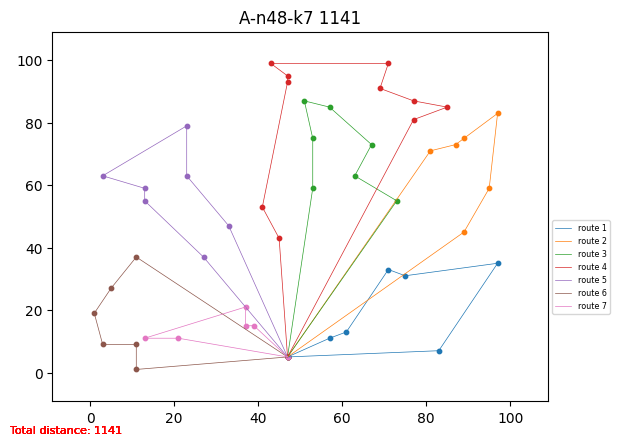 A-n48-k7 1141
100
80
60
40
20
0
0 20 40 60 80 100
route 1
route 2
route 3
route 4
route 5
route 6
route 7
Total distance: 1141